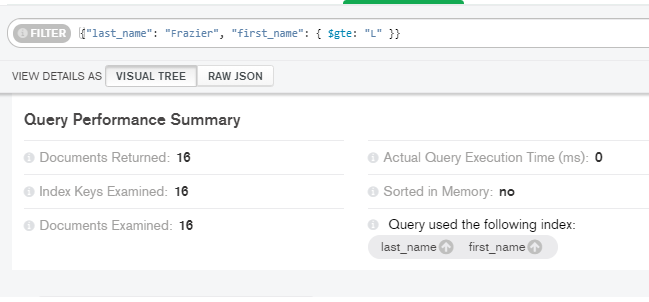 FILTER {"last_name": "Frazier", "first_name": { $gte: "L" }}
VIEW DETAILS AS VISUAL TREE RAW JSON
Query Performance Summary
Documents Returned: 16
Actual Query Execution Time (ms): 0
Index Keys Examined: 16
Sorted in Memory: no
Documents Examined: 16
Query used the following index:
last_name first_name